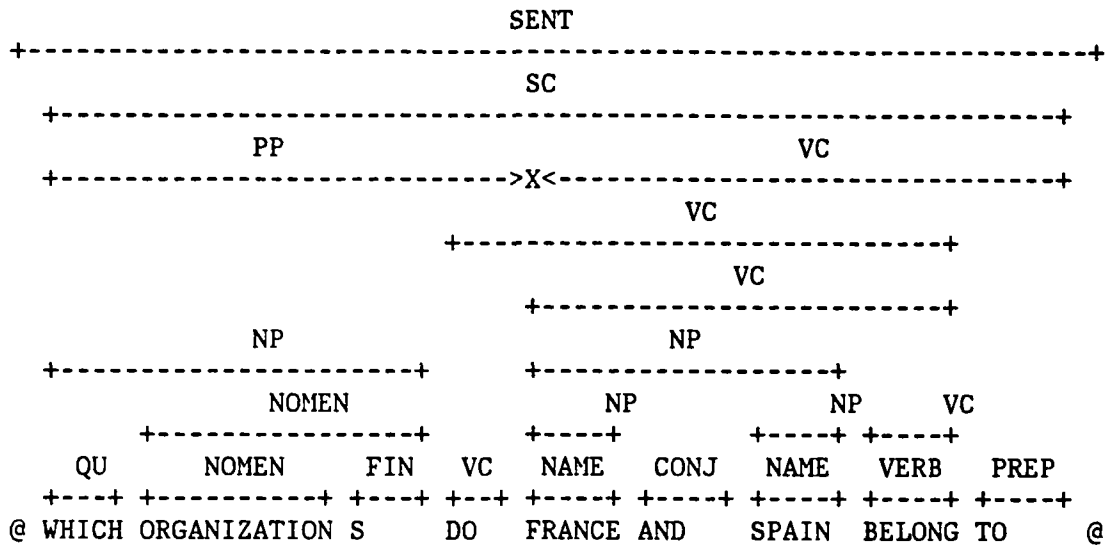 SENT
+------------------------------------------------------------------+
SC
+--------------------------------------------------------------+
PP VC
+---------------------------->X<-------------------------------+
VC
+------------------------------+
VC
+-------------------------+
NP NP
+----------------------+ +------------------+
NOMEN NP NP VC
+----------------+ +----+ +----+ +----+
QU NOMEN FIN VC NAME CONJ NAME VERB PREP
+----+ +-----------+ +----+ +--+ +----+ +----+ +----+ +----+ +----+
@ WHICH ORGANIZATION S DO FRANCE AND SPAIN BELONG TO @